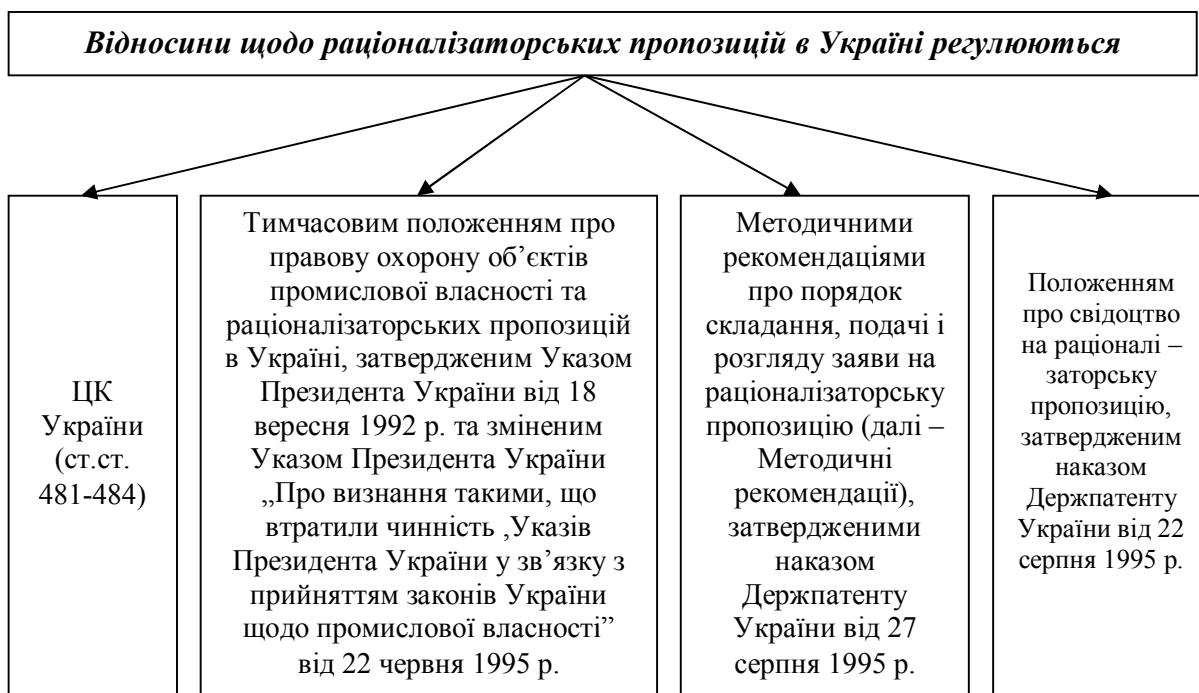 Відносини щодо раціоналізаторських пропозицій в Україні регулюються
ЦК
України
(ст.ст.
481-484)
Тимчасовим положенням про
правову охорону об’єктів
промислової власності та
раціоналізаторських пропозицій
в Україні, затвердженим Указом
Президента України від 18
вересня 1992 р. та зміненим
Указом Президента України
„Про визнання такими, що
втратили чинність ‚Указів
Президента України у зв’язку з
прийняттям законів України
щодо промислової власності”
від 22 червня 1995 р.
Методичними
рекомендаціями
про порядок
складання, подачі і
розгляду заяви на
раціоналізаторську
пропозицію (далі –
Методичні
рекомендації),
затвердженими
наказом
Держпатенту
України від 27
серпня 1995 р.
Положенням
про свідоцтво
на раціоналі –
заторську
пропозицію,
затвердженим
наказом
Держпатенту
України від 22
серпня 1995 р.